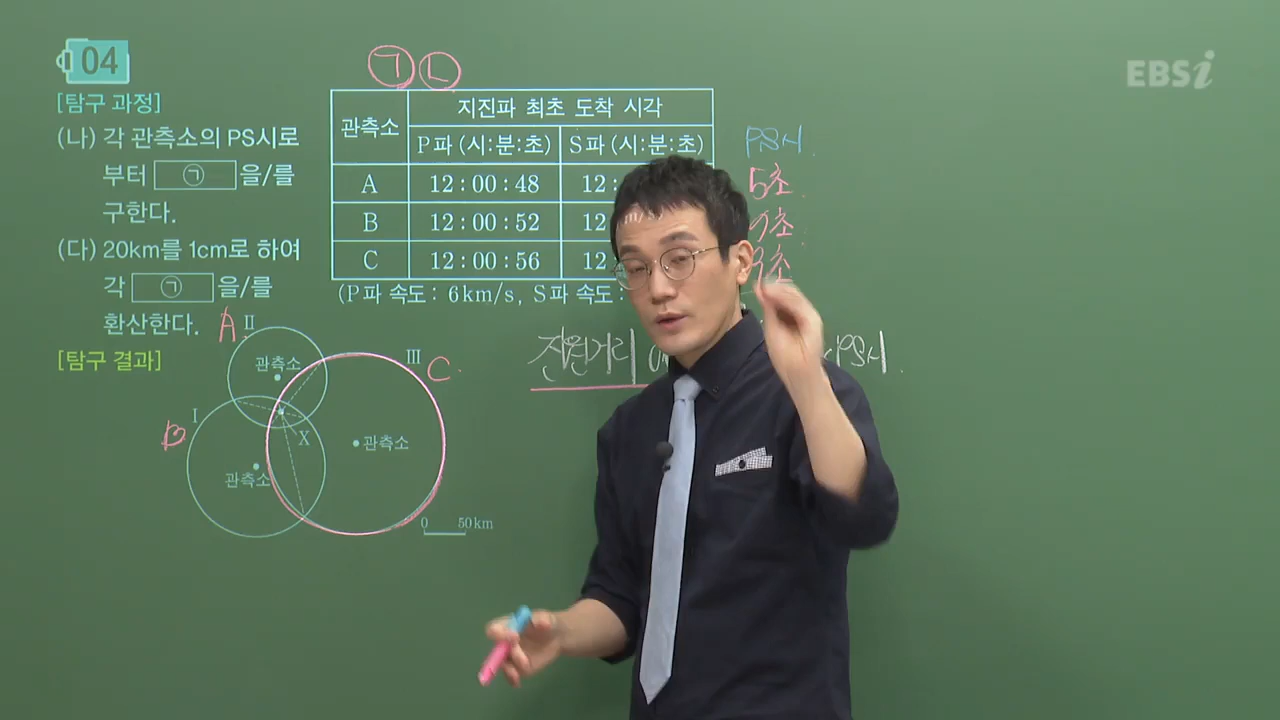 04
EBSi
[탐구 과정]
(나) 각 관측소의 PS시로
부터 ㉠ 을/를
구한다.
(다) 20km를 1cm로 하여
각 ㉠ 을/를
환산한다.
[탐구 결과]
ㄱ ㄴ
관측소 지진파 최초 도착 시각
P파 (시:분:초) S파 (시:분:초)
A 12 : 00 : 48 12 :
B 12 : 00 : 52 12
C 12 : 00 : 56 12
(P파 속도 : 6km/s, S파 속도 :
PS시
5초
초
9초
진원거리 PS시
A II
관측소
III C
B I
X
관측소
관측소
0 50km